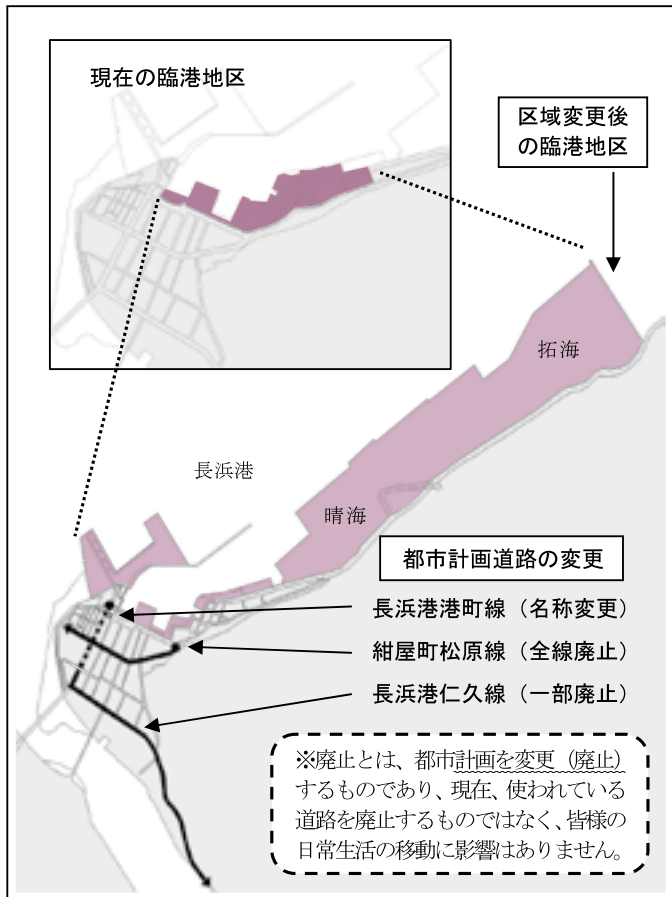 現在の臨港地区
区域変更後
の臨港地区
拓海
長浜港
晴海
都市計画道路の変更
長浜港港町線（名称変更）
紺屋町松原線（全線廃止）
長浜港仁久線（一部廃止）
※廃止とは、都市計画を変更（廃止）
するものであり、現在、使われている
道路を廃止するものではなく、皆様の
日常生活の移動に影響はありません。